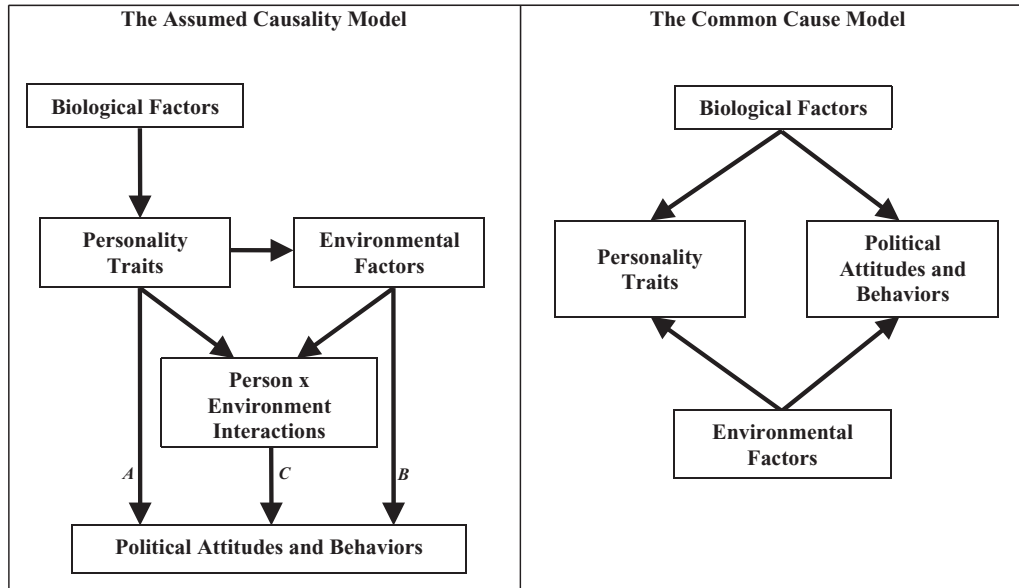 The Assumed Causality Model
Biological Factors
Personality
Traits
Environmental
Factors
Person x
Environment
Interactions
A
C
B
Political Attitudes and Behaviors
The Common Cause Model
Biological Factors
Personality
Traits
Political
Attitudes and
Behaviors
Environmental
Factors